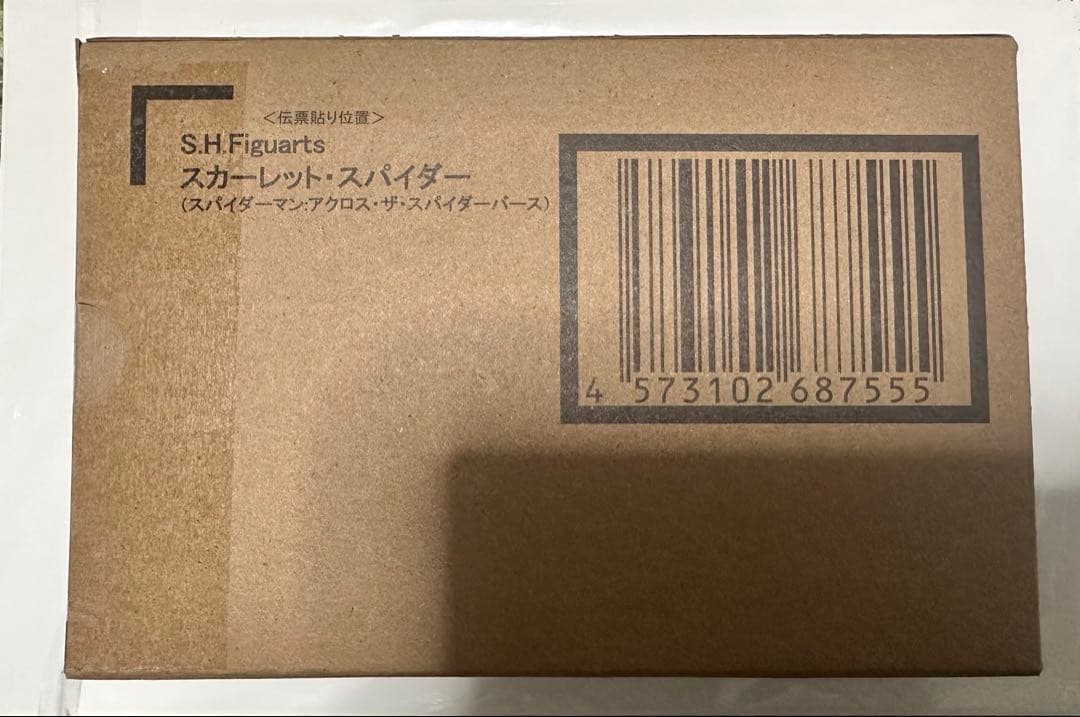 <伝票貼り位置>
S.H.Figuarts
スカーレット・スパイダー
(スパイダーマン:アクロス・ザ・スパイダーバース)
4 573102 687555